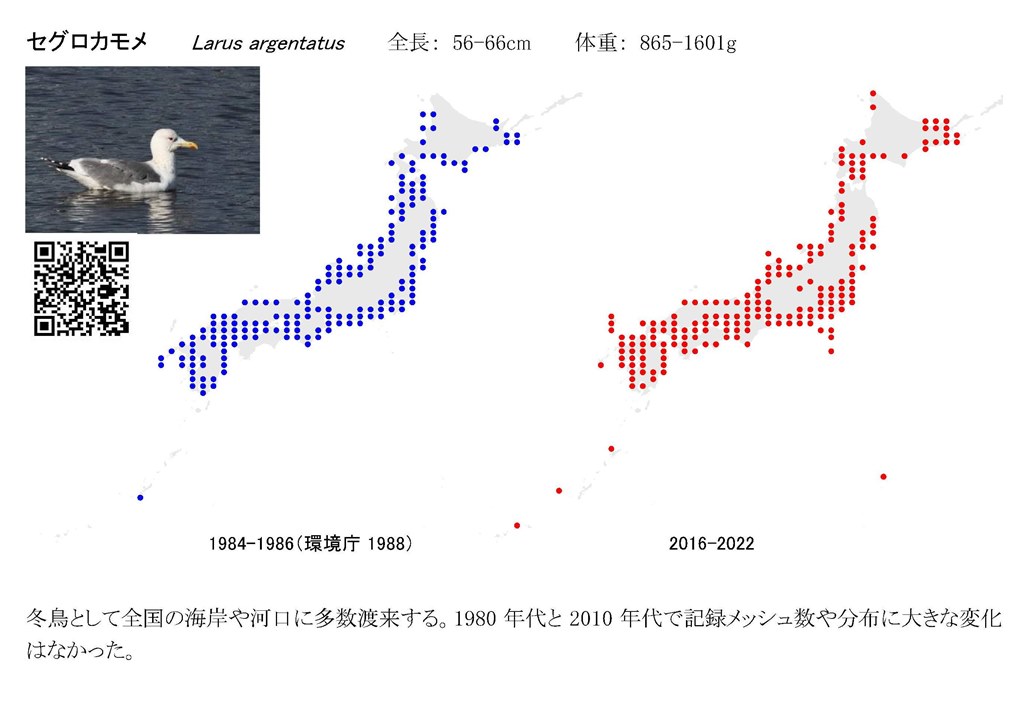 セグロカモメ Larus argentatus 全長： 56-66cm 体重： 865-1601g
1984-1986（環境庁 1988） 2016-2022
冬鳥として全国の海岸や河口に多数渡来する。1980 年代と 2010 年代で記録メッシュ数や分布に大きな変化
はなかった。